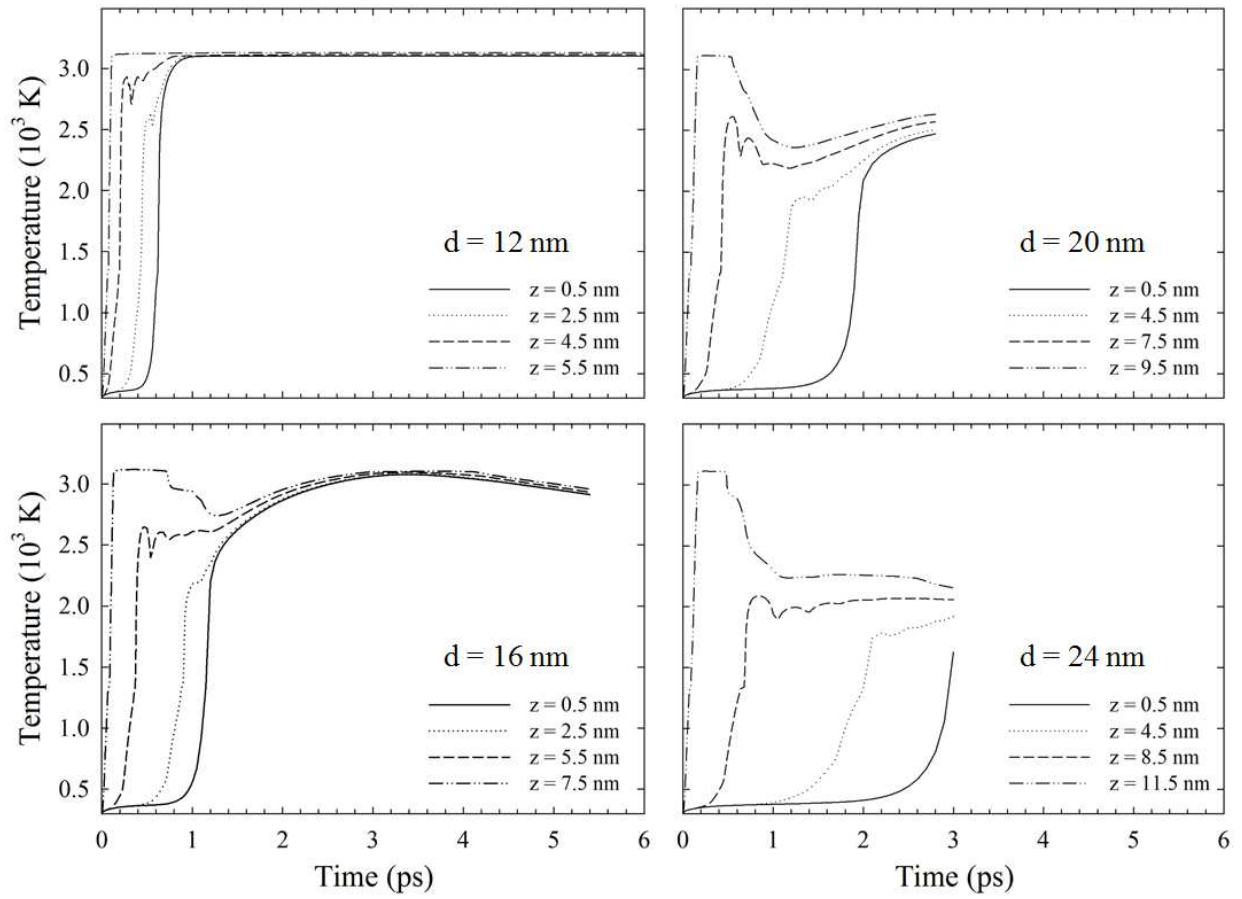 Temperature (10³ K)
3.0
2.5
2.0
1.5
1.0
0.5
d = 12 nm
z = 0.5 nm
z = 2.5 nm
z = 4.5 nm
z = 5.5 nm
d = 20 nm
z = 0.5 nm
z = 4.5 nm
z = 7.5 nm
z = 9.5 nm
Temperature (10³ K)
3.0
2.5
2.0
1.5
1.0
0.5
d = 16 nm
z = 0.5 nm
z = 2.5 nm
z = 5.5 nm
z = 7.5 nm
0 1 2 3 4 5 6
Time (ps)
d = 24 nm
z = 0.5 nm
z = 4.5 nm
z = 8.5 nm
z = 11.5 nm
0 1 2 3 4 5 6
Time (ps)